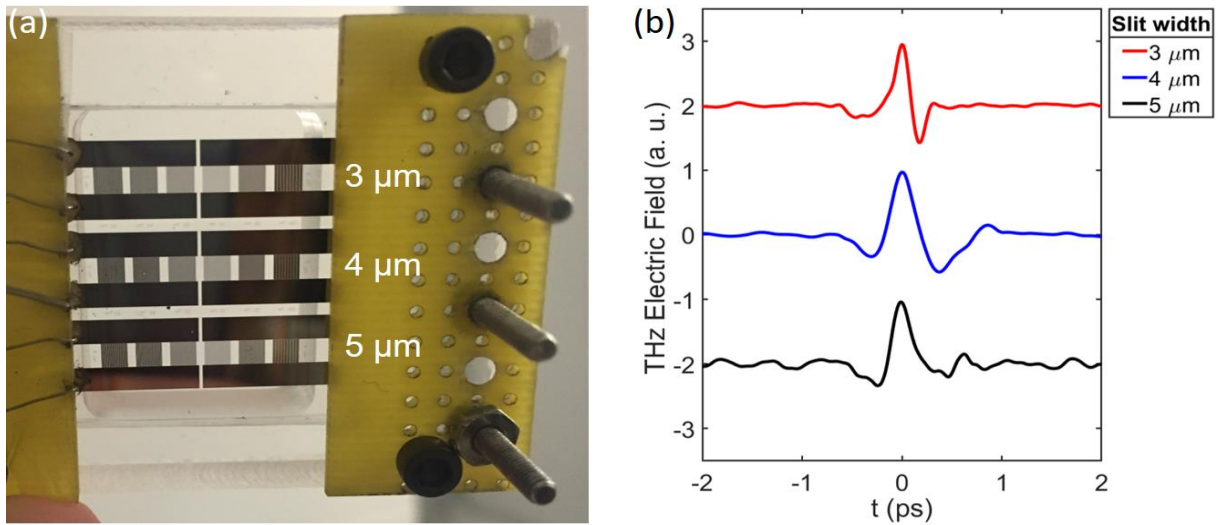 (a)
3 μm
4 μm
5 μm
(b)
Slit width
3 μm
4 μm
5 μm
THz Electric Field (a. u.)
3
2
1
0
-1
-2
-3
-2
-1
0
1
2
t (ps)